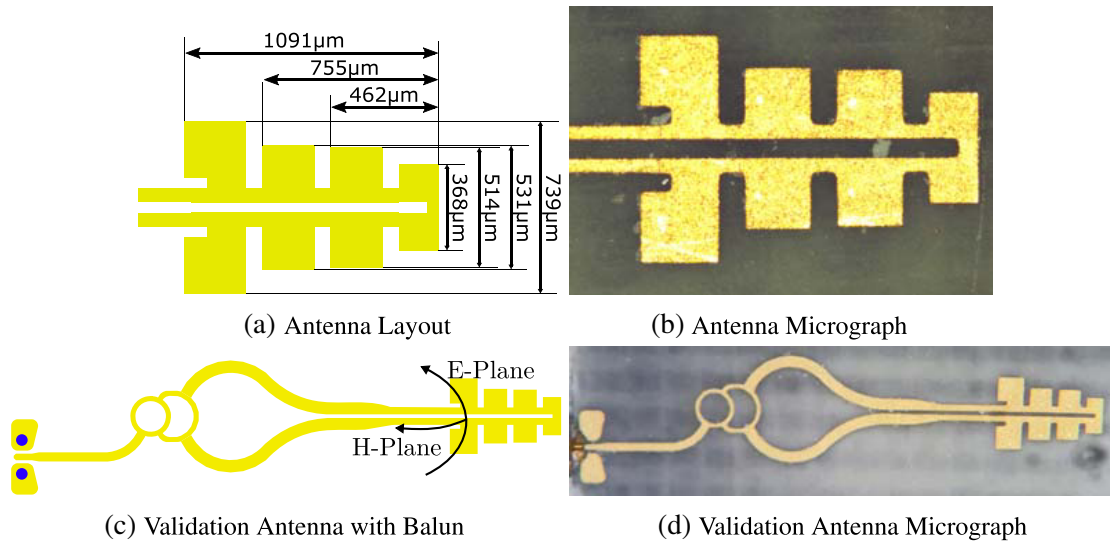 1091μm
755μm
462μm
368μm
514μm
531μm
739μm
(a) Antenna Layout
(b) Antenna Micrograph
E-Plane
H-Plane
(c) Validation Antenna with Balun
(d) Validation Antenna Micrograph